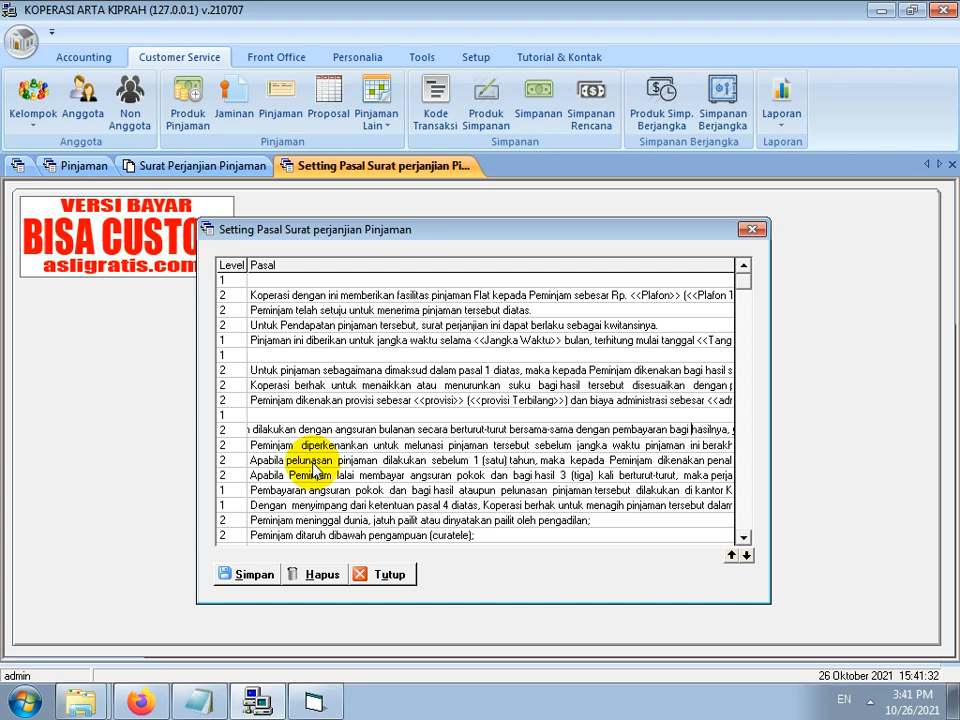 KOPERASI ARTA KIPRAH (127.0.0.1) v.210707
Accounting
Customer Service
Front Office
Personalia
Tools
Setup
Tutorial & Kontak
Kelompok
Anggota
Non Anggota
Produk Pinjaman
Jaminan
Pinjaman
Proposal
Pinjaman Lain
Kode Transaksi
Produk Simpanan
Simpanan
Simpanan Rencana
Produk Simp. Berjangka
Simpanan Berjangka
Laporan
Anggota
Pinjaman
Simpanan
Simpanan Berjangka
Laporan
Pinjaman
Surat Perjanjian Pinjaman
Setting Pasal Surat perjanjian Pi...
VERSI BAYAR
BISA CUSTO
asligratis.com
Setting Pasal Surat perjanjian Pinjaman
Level Pasal
1
2 Koperasi dengan ini memberikan fasilitas pinjaman Flat kepada Peminjam sebesar Rp. <<Plafon>> (<<Plafon T
2 Peminjam telah setuju untuk menerima pinjaman tersebut diatas.
2 Untuk Pendapatan pinjaman tersebut, surat perjanjian ini dapat berlaku sebagai kwitansinya.
1 Pinjaman ini diberikan untuk jangka waktu selama <<Jangka Waktu>> bulan, terhitung mulai tanggal <<Tang
1
2 Untuk pinjaman sebagaimana dimaksud dalam pasal 1 diatas, maka kepada Peminjam dikenakan bagi hasil s
2 Koperasi berhak untuk menaikkan atau menurunkan suku bagi hasil tersebut disesuaikan dengan p
2 Peminjam dikenakan provisi sebesar <<provisi>> (<<provisi Terbilang>>) dan biaya administrasi sebesar <<adr
1
2 dilakukan dengan angsuran bulanan secara berturut-turut bersama-sama dengan pembayaran bagi hasilnya,
2 Peminjam diperkenankan untuk melunasi pinjaman tersebut sebelum jangka waktu pinjaman ini berakh
2 Apabila pelunasan pinjaman dilakukan sebelum 1 (satu) tahun, maka kepada Peminjam dikenakan penal
2 Apabila Peminjam lalai membayar angsuran pokok dan bagi hasil 3 (tiga) kali berturut-turut, maka perja
1 Pembayaran angsuran pokok dan bagi hasil ataupun pelunasan pinjaman tersebut dilakukan di kantor K
1 Dengan menyimpang dari ketentuan pasal 4 diatas, Koperasi berhak untuk menagih pinjaman tersebut dalam
2 Peminjam meninggal dunia, jatuh pailit atau dinyatakan pailit oleh pengadilan;
2 Peminjam ditaruh dibawah pengampuan (curatele);
Simpan
Hapus
Tutup
admin
26 Oktober 2021 15:41:32
EN
3:41 PM
10/26/2021